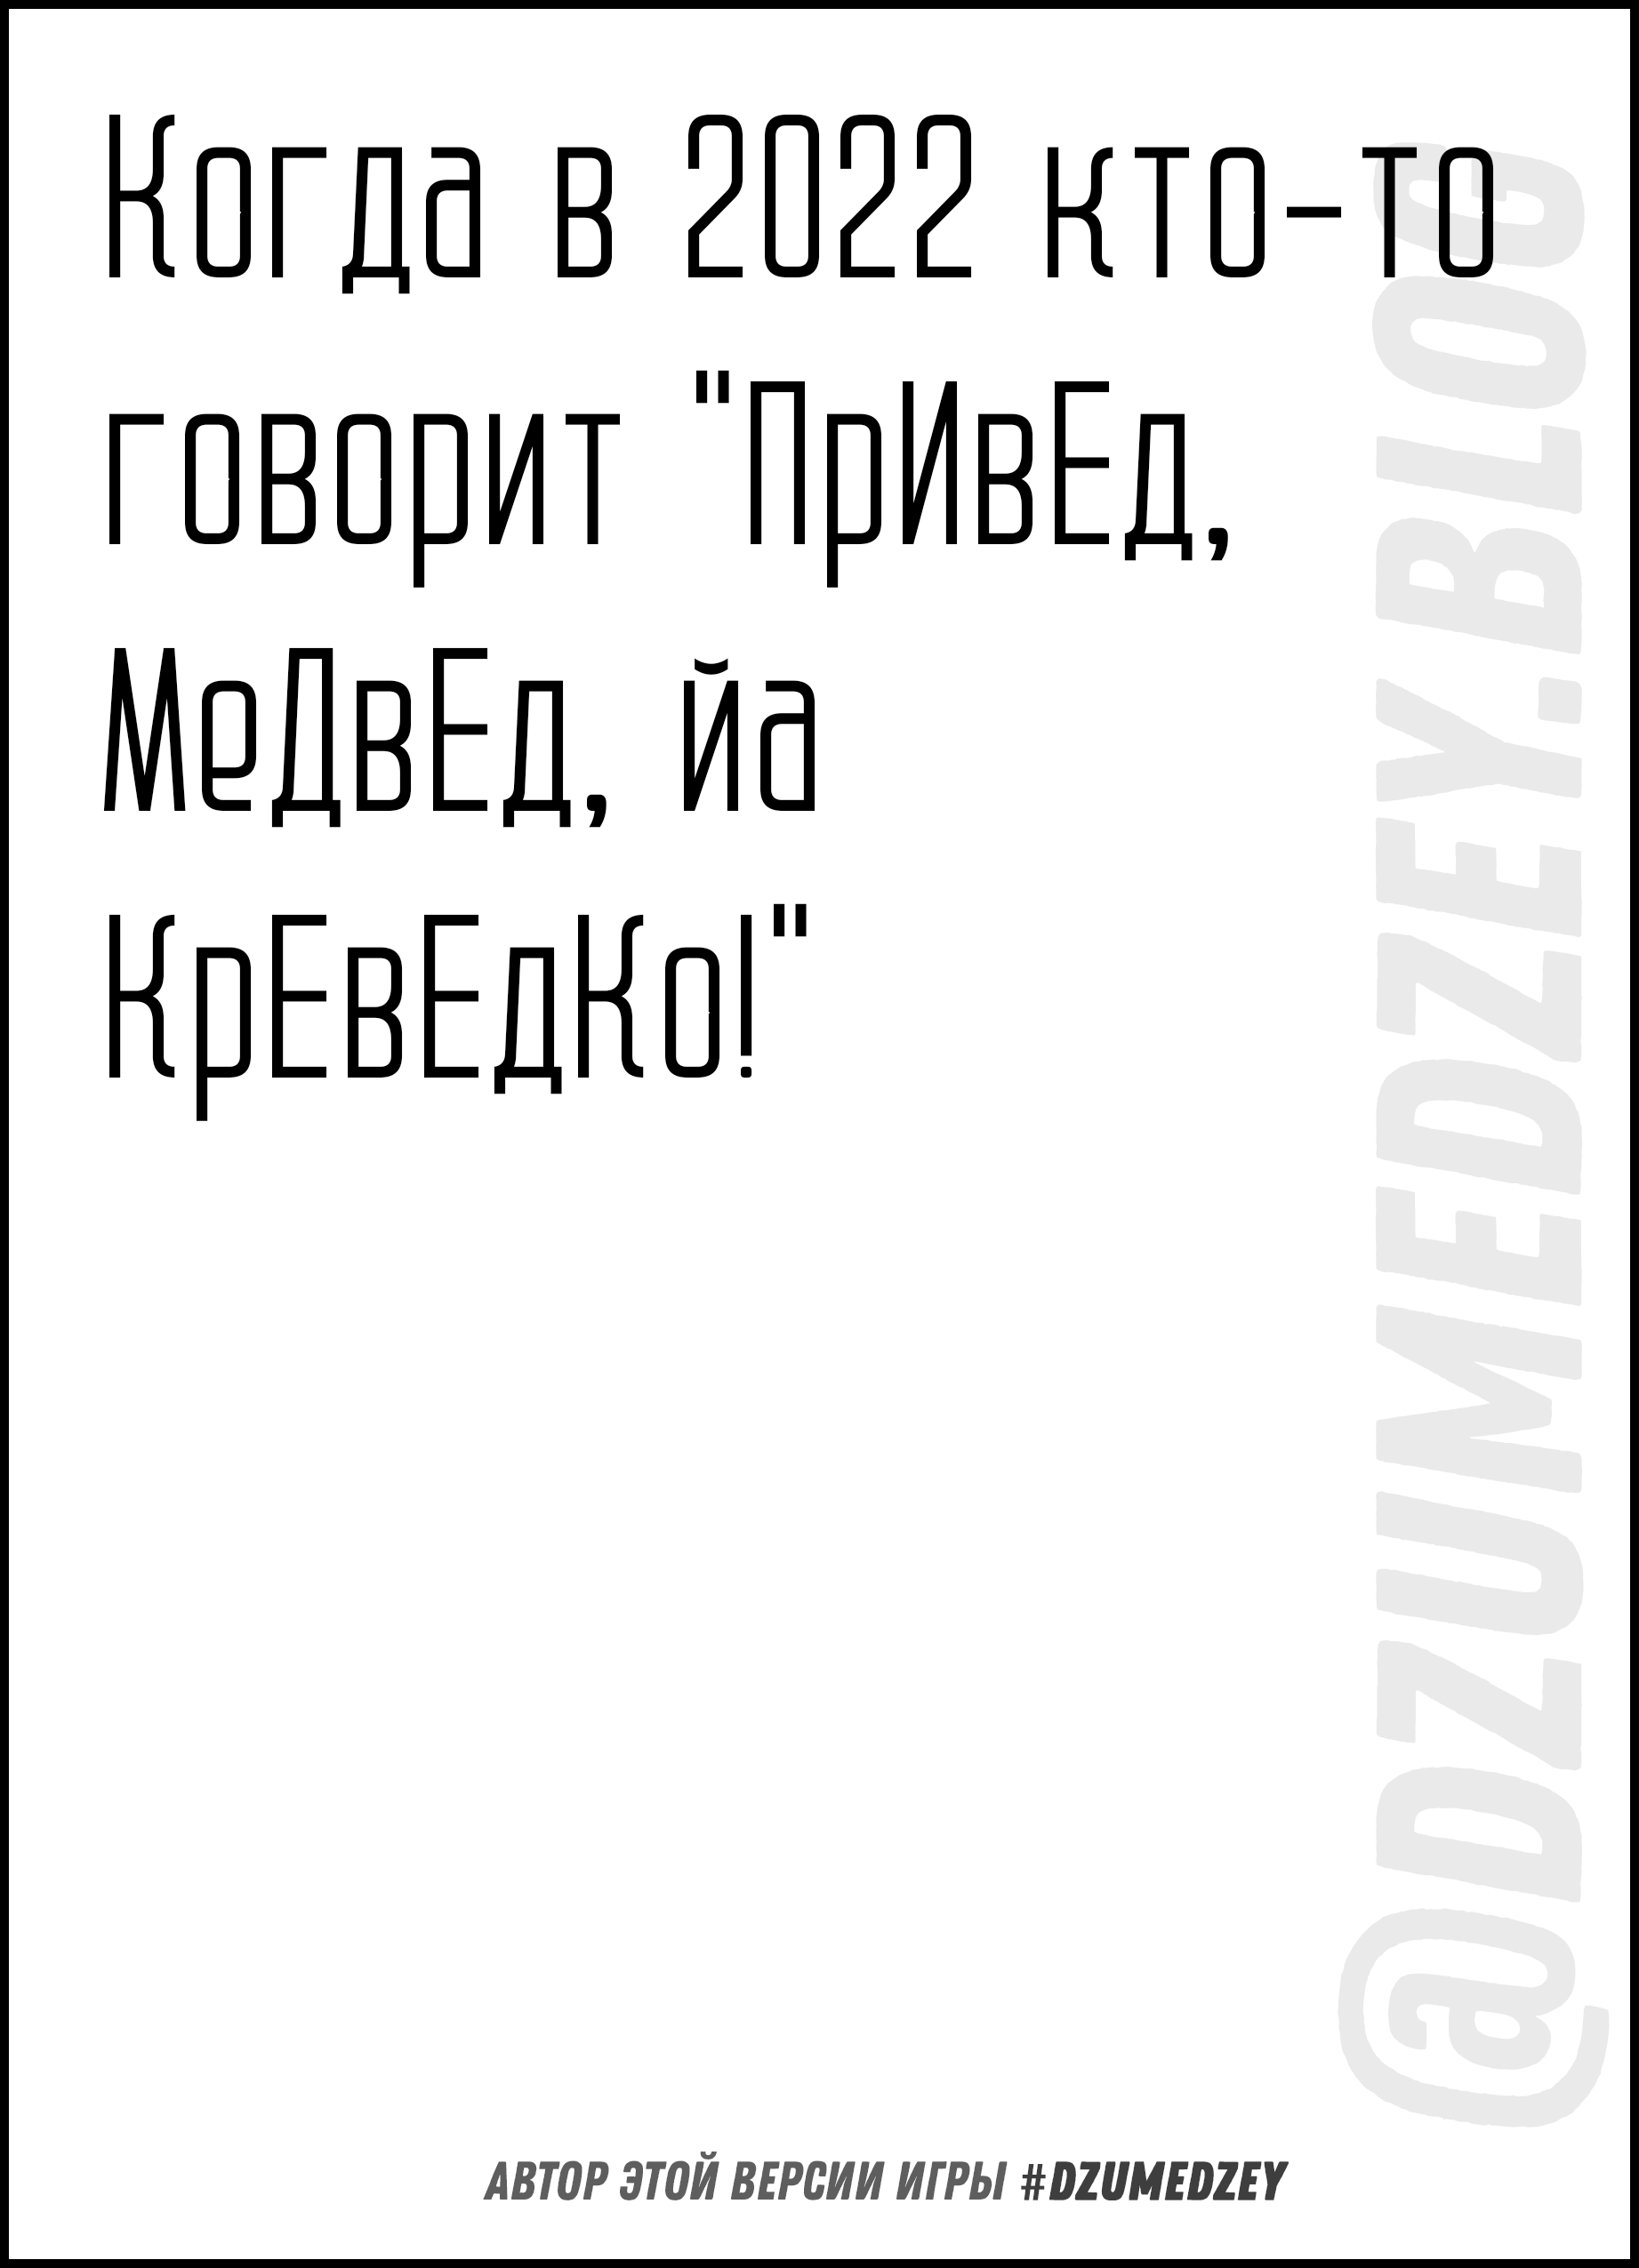 Когда в 2022 кто-то
говорит "ПрИвЕд,
МеДвЕд, йа
КрЕвЕдКо!"
@DZUMEDZEY.BLOG
АВТОР ЭТОЙ ВЕРСИИ ИГРЫ #DZUMEDZEY